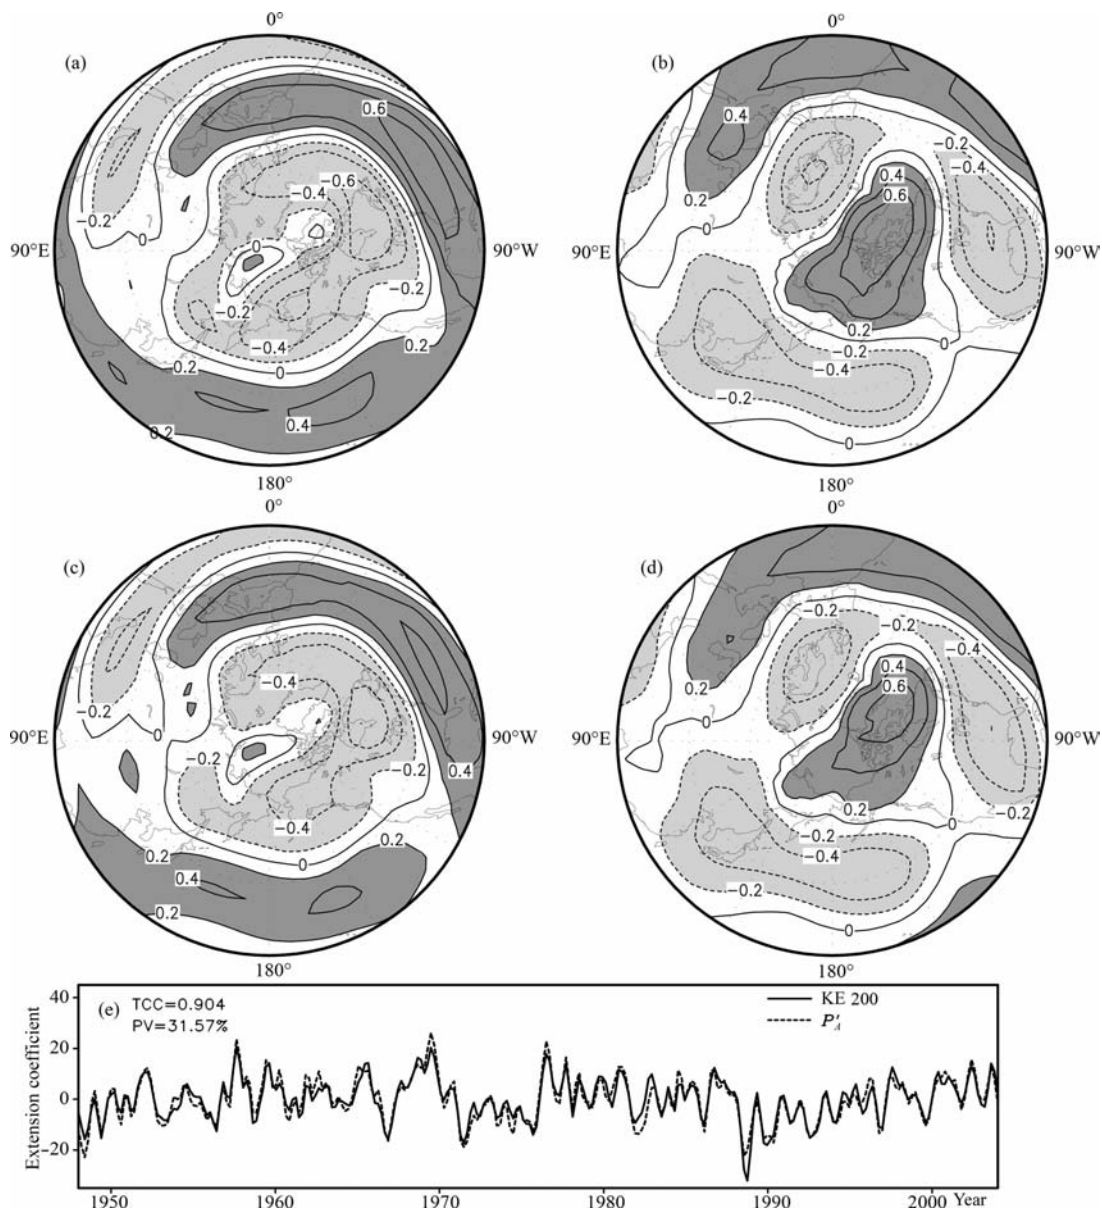 0° 0°
(a) (b)
0.6 0.4 -0.2
-0.6 -0.4 0.4 -0.4
-0.4 0.6
-0.2 0.2
0 0 0
90°E 90°W 90°E 90°W
-0.2 -0.2
-0.2 0.2 0
-0.4 0.2 -0.2
0.2 0 -0.4
0.2 0.4 -0.2 0
180° 180°
0° 0°
(c) (d)
-0.2 -0.2
0.4 -0.4
-0.4 0.2 0.6
-0.2 0 0
90°E 90°W 90°E 90°W
-0.2 -0.2 0.4
0.2 -0.2
-0.4 -0.2 0
0.2 0 -0.4
0.4 -0.2
0.2 0
180° 180°
(e) TCC=0.904
PV=31.57%
KE 200
P′A
Extension coefficient
40
20
0
-20
1950 1960 1970 1980 1990 2000 Year